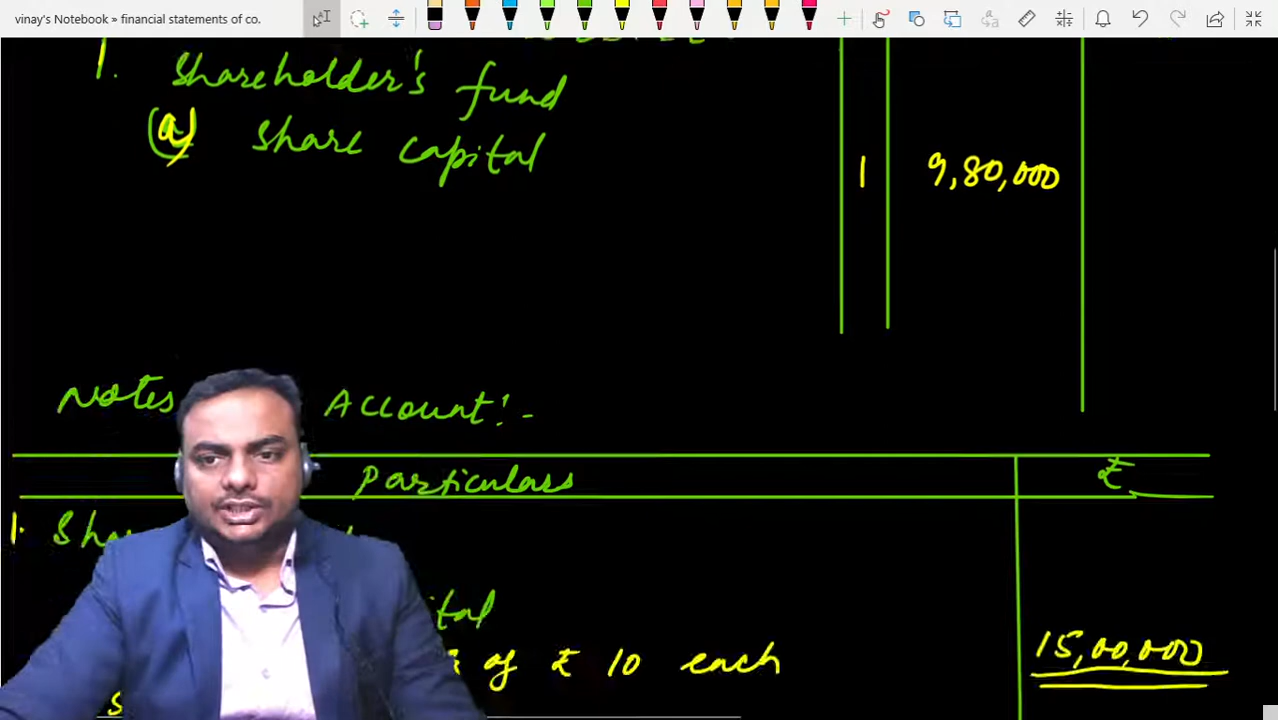 vinay's Notebook » financial statements of co.
1. Shareholder's fund
(a) Share capital
1 9,80,000
Notes Account:-
Particulars ₹
1. Sha
ital
of ₹ 10 each 15,00,000
S